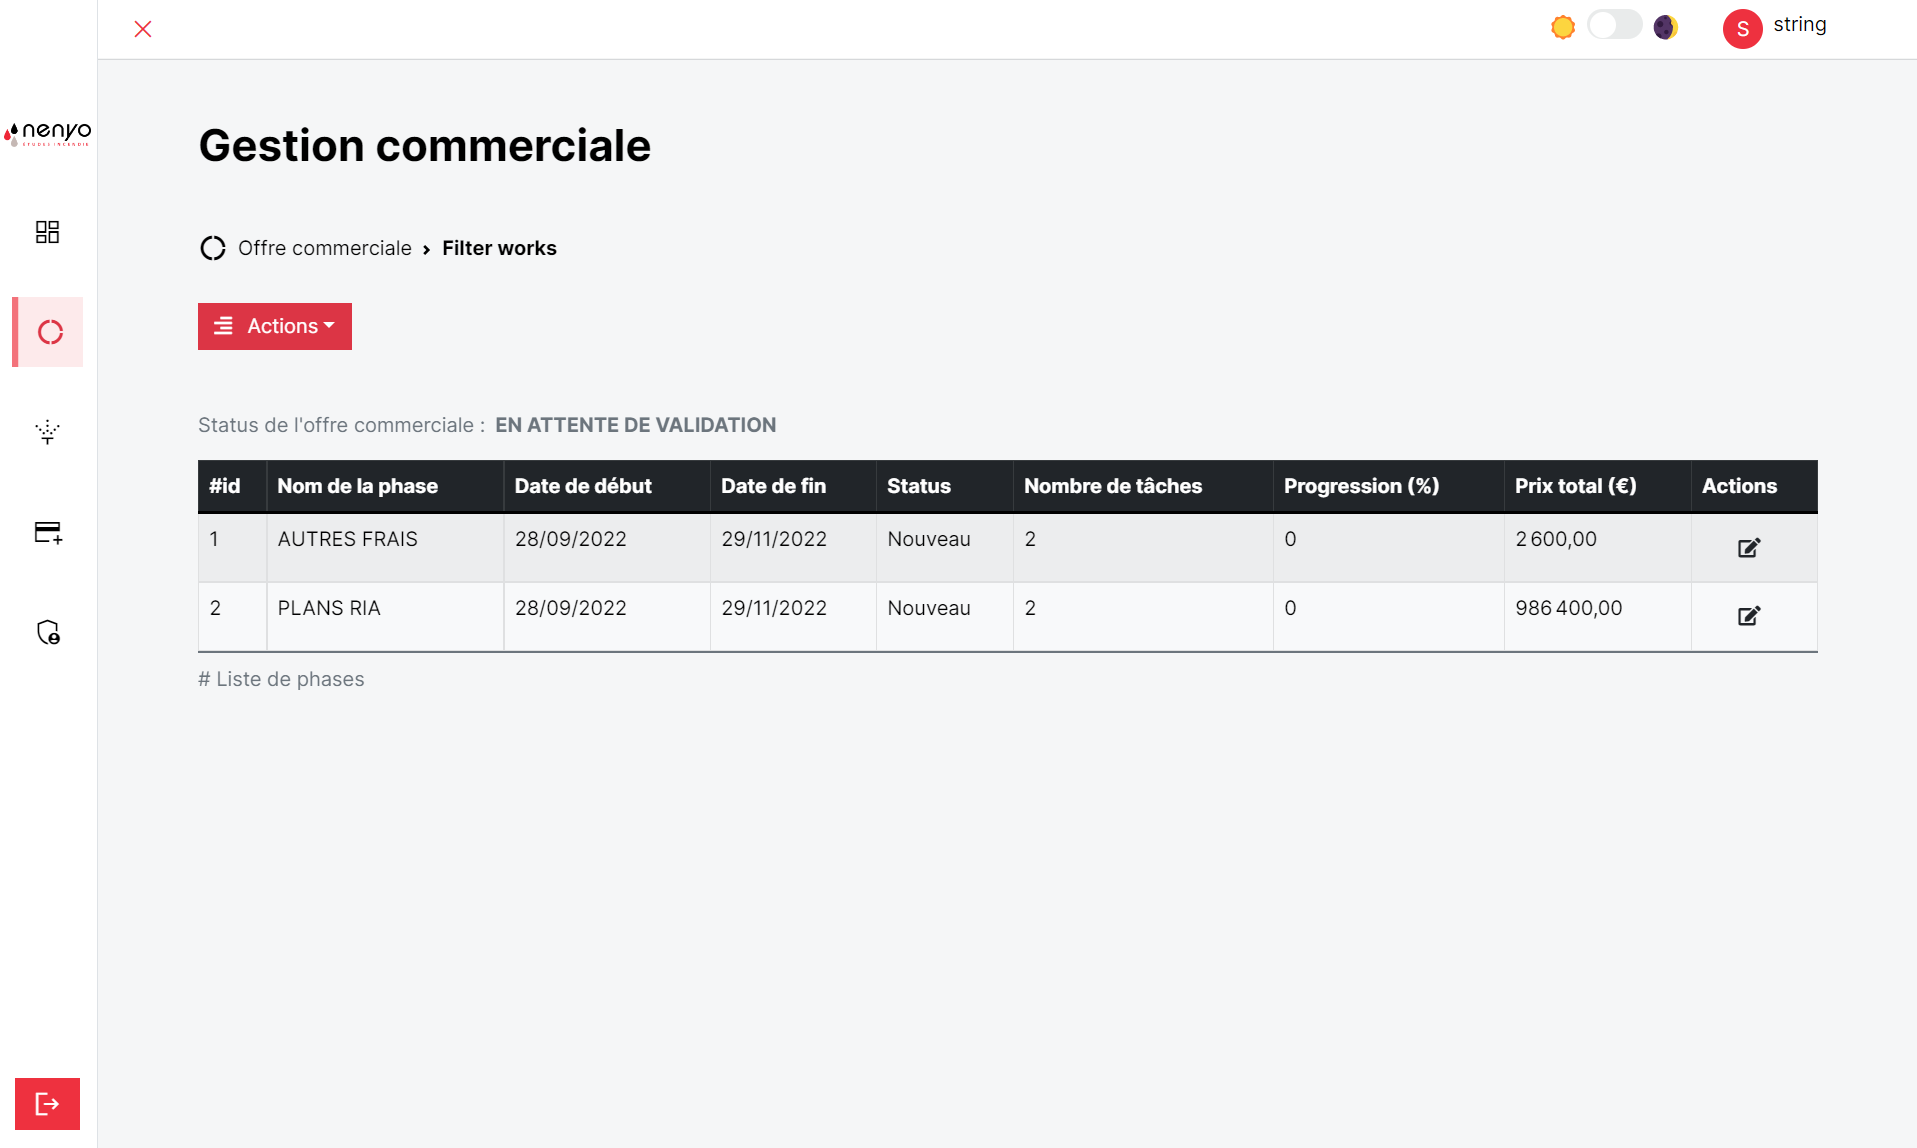 S string
nenyo
ÉTUDES INCENDIE
Gestion commerciale
Offre commerciale › Filter works
Actions
Status de l'offre commerciale : EN ATTENTE DE VALIDATION
#id Nom de la phase Date de début Date de fin Status Nombre de tâches Progression (%) Prix total (€) Actions
1 AUTRES FRAIS 28/09/2022 29/11/2022 Nouveau 2 0 2 600,00
2 PLANS RIA 28/09/2022 29/11/2022 Nouveau 2 0 986 400,00
# Liste de phases